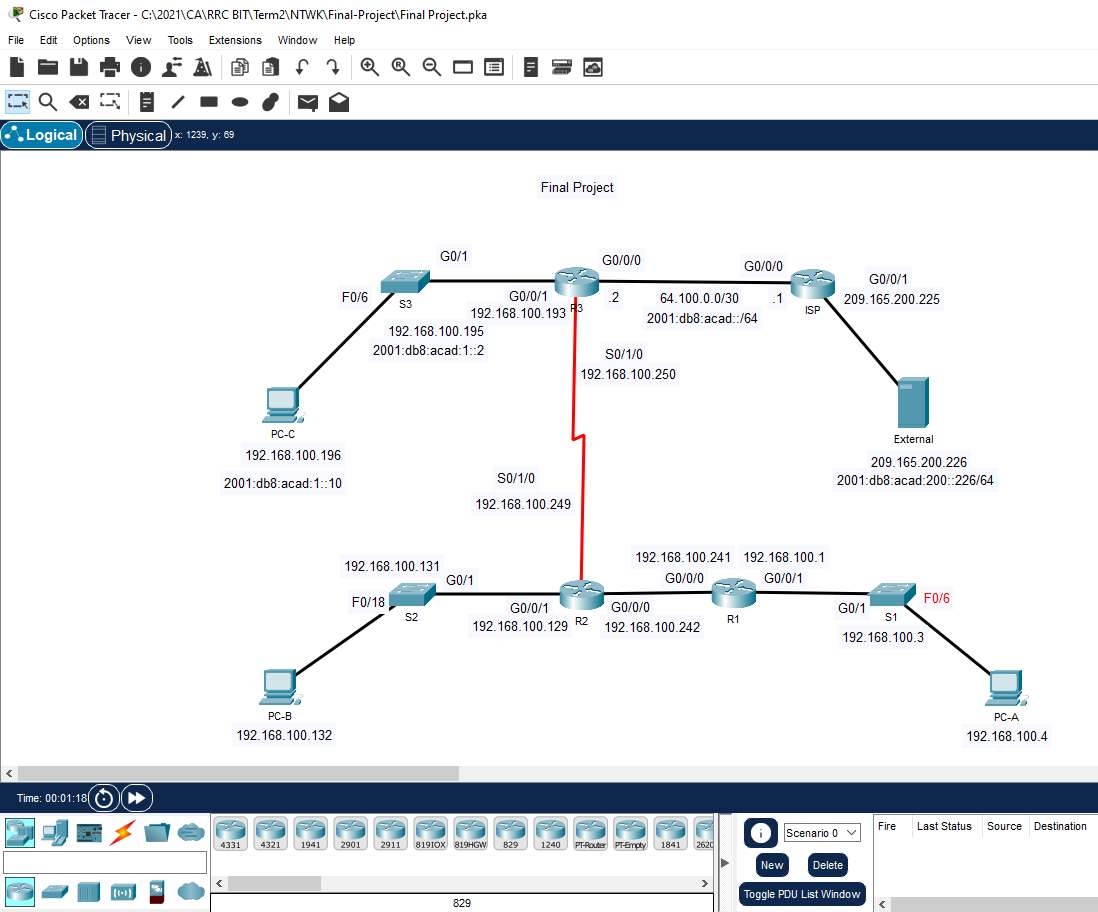 Cisco Packet Tracer - C:\2021\CA\RRC BIT\Term2\NTWK\Final-Project\Final Project.pka
File Edit Options View Tools Extensions Window Help
Logical Physical x: 1239, y: 69
Final Project
G0/1
G0/0/0
G0/0/0
G0/0/1
209.165.200.225
F0/6
S3
G0/0/1
192.168.100.193
R3
.2
64.100.0.0/30
.1
ISP
2001:db8:acad::/64
192.168.100.195
2001:db8:acad:1::2
S0/1/0
192.168.100.250
PC-C
192.168.100.196
2001:db8:acad:1::10
External
209.165.200.226
2001:db8:acad:200::226/64
S0/1/0
192.168.100.249
192.168.100.131
G0/1
F0/18
S2
G0/0/1
192.168.100.129
R2
G0/0/0
192.168.100.242
192.168.100.241
G0/0/0
192.168.100.1
G0/0/1
R1
G0/1
S1
F0/6
192.168.100.3
PC-B
192.168.100.132
PC-A
192.168.100.4
Time: 00:01:18
4331 4321 1941 2901 2911 819IOX 819HGW 829 1240 PT-Router PT-Empty 1841 2620
829
Scenario 0
New Delete
Toggle PDU List Window
Fire Last Status Source Destination